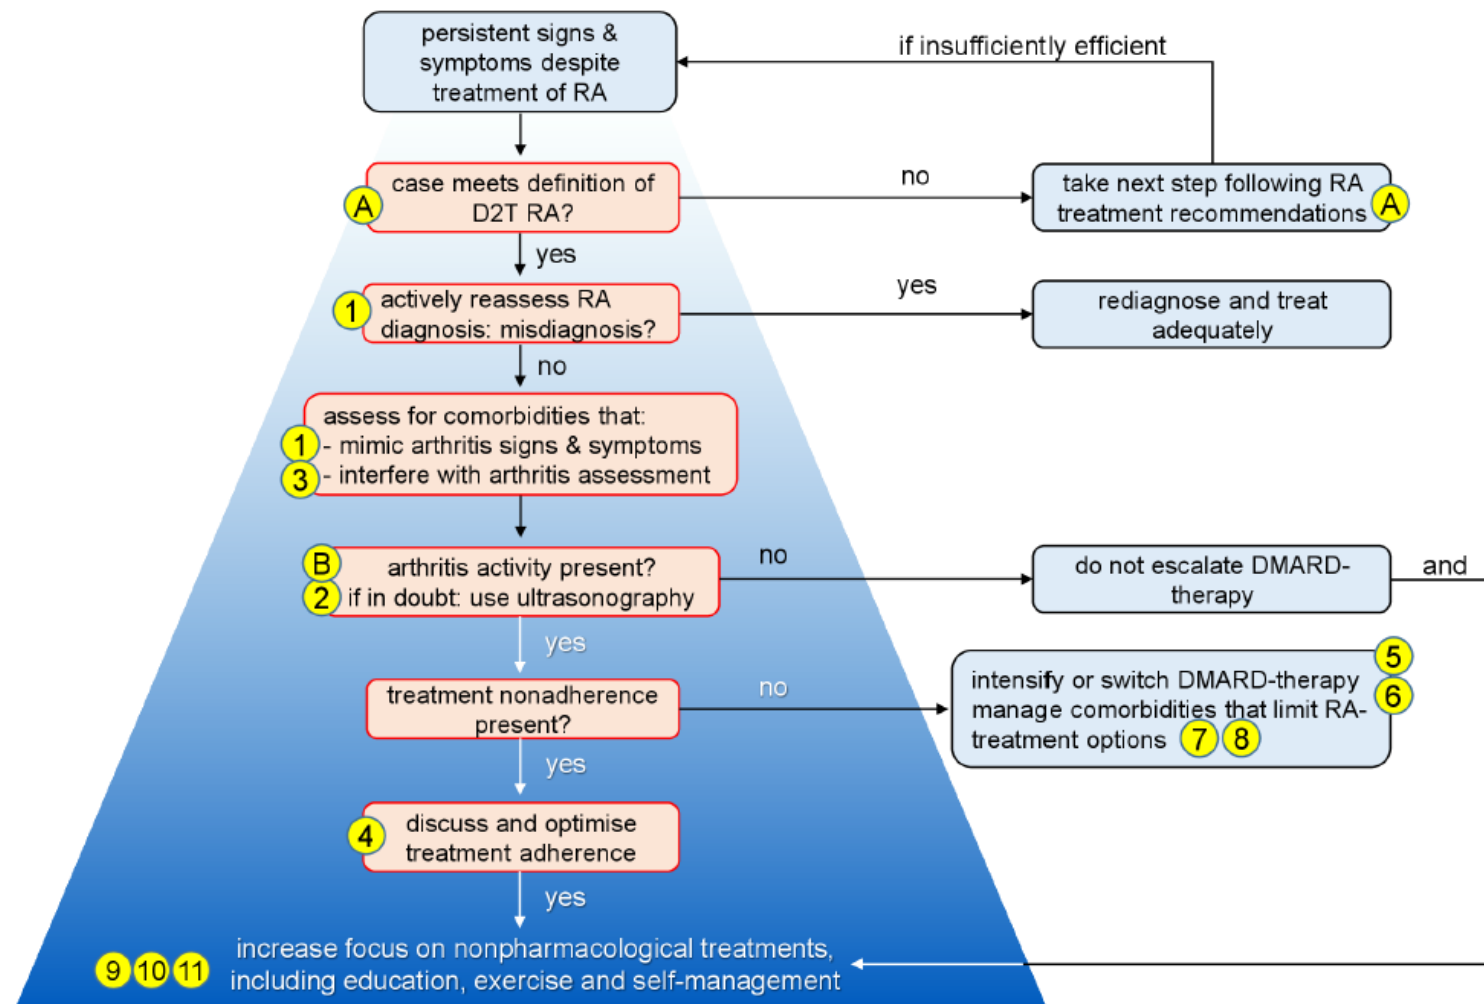 persistent signs &
symptoms despite
treatment of RA
if insufficiently efficient
A
case meets definition of
D2T RA?
no
take next step following RA
treatment recommendations
A
yes
1
actively reassess RA
diagnosis: misdiagnosis?
yes
rediagnose and treat
adequately
no
assess for comorbidities that:
1 - mimic arthritis signs & symptoms
3 - interfere with arthritis assessment
B
arthritis activity present?
2
if in doubt: use ultrasonography
no
do not escalate DMARD-
therapy
and
yes
treatment nonadherence
present?
no
5
intensify or switch DMARD-therapy
6
manage comorbidities that limit RA-
treatment options 7 8
yes
4
discuss and optimise
treatment adherence
yes
9 10 11
increase focus on nonpharmacological treatments,
including education, exercise and self-management